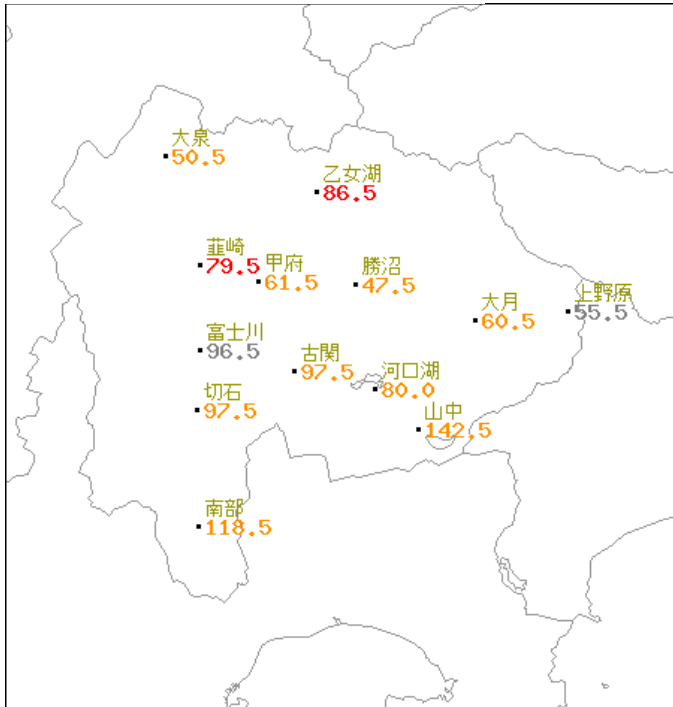 大泉
50.5
乙女湖
86.5
韮崎
79.5
甲府
61.5
勝沼
47.5
上野原
55.5
大月
60.5
富士川
96.5
古関
97.5
河口湖
80.0
切石
97.5
山中
142.5
南部
118.5